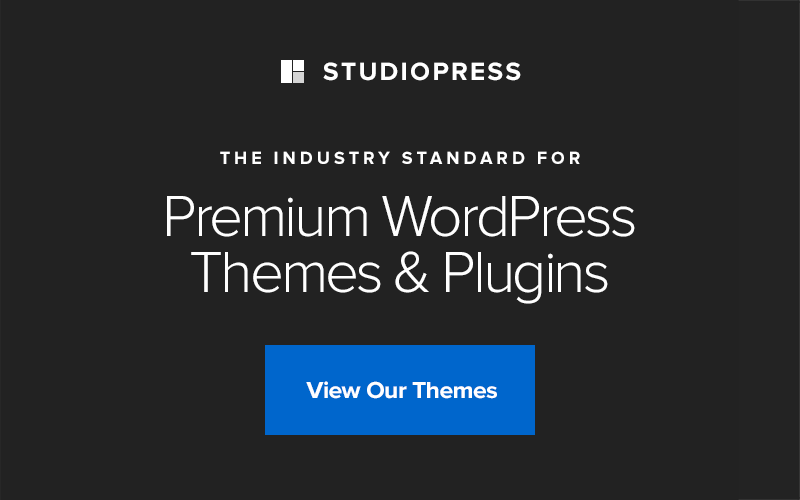 STUDIOPRESS
THE INDUSTRY STANDARD FOR
Premium WordPress
Themes & Plugins
View Our Themes